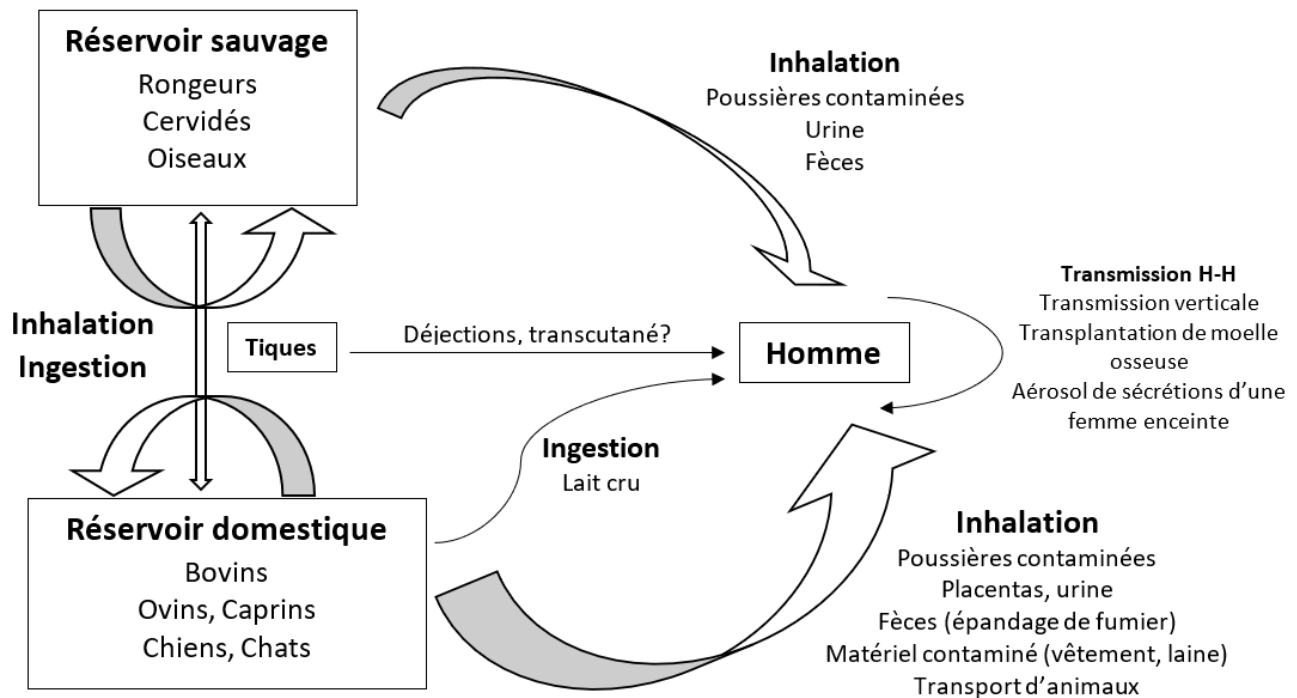 Réservoir sauvage
Rongeurs
Cervidés
Oiseaux
Inhalation
Poussières contaminées
Urine
Fèces
Inhalation
Ingestion
Tiques
Déjections, transcutané?
Homme
Transmission H-H
Transmission verticale
Transplantation de moelle
osseuse
Aérosol de sécrétions d’une
femme enceinte
Ingestion
Lait cru
Réservoir domestique
Bovins
Ovins, Caprins
Chiens, Chats
Inhalation
Poussières contaminées
Placentas, urine
Fèces (épandage de fumier)
Matériel contaminé (vêtement, laine)
Transport d’animaux